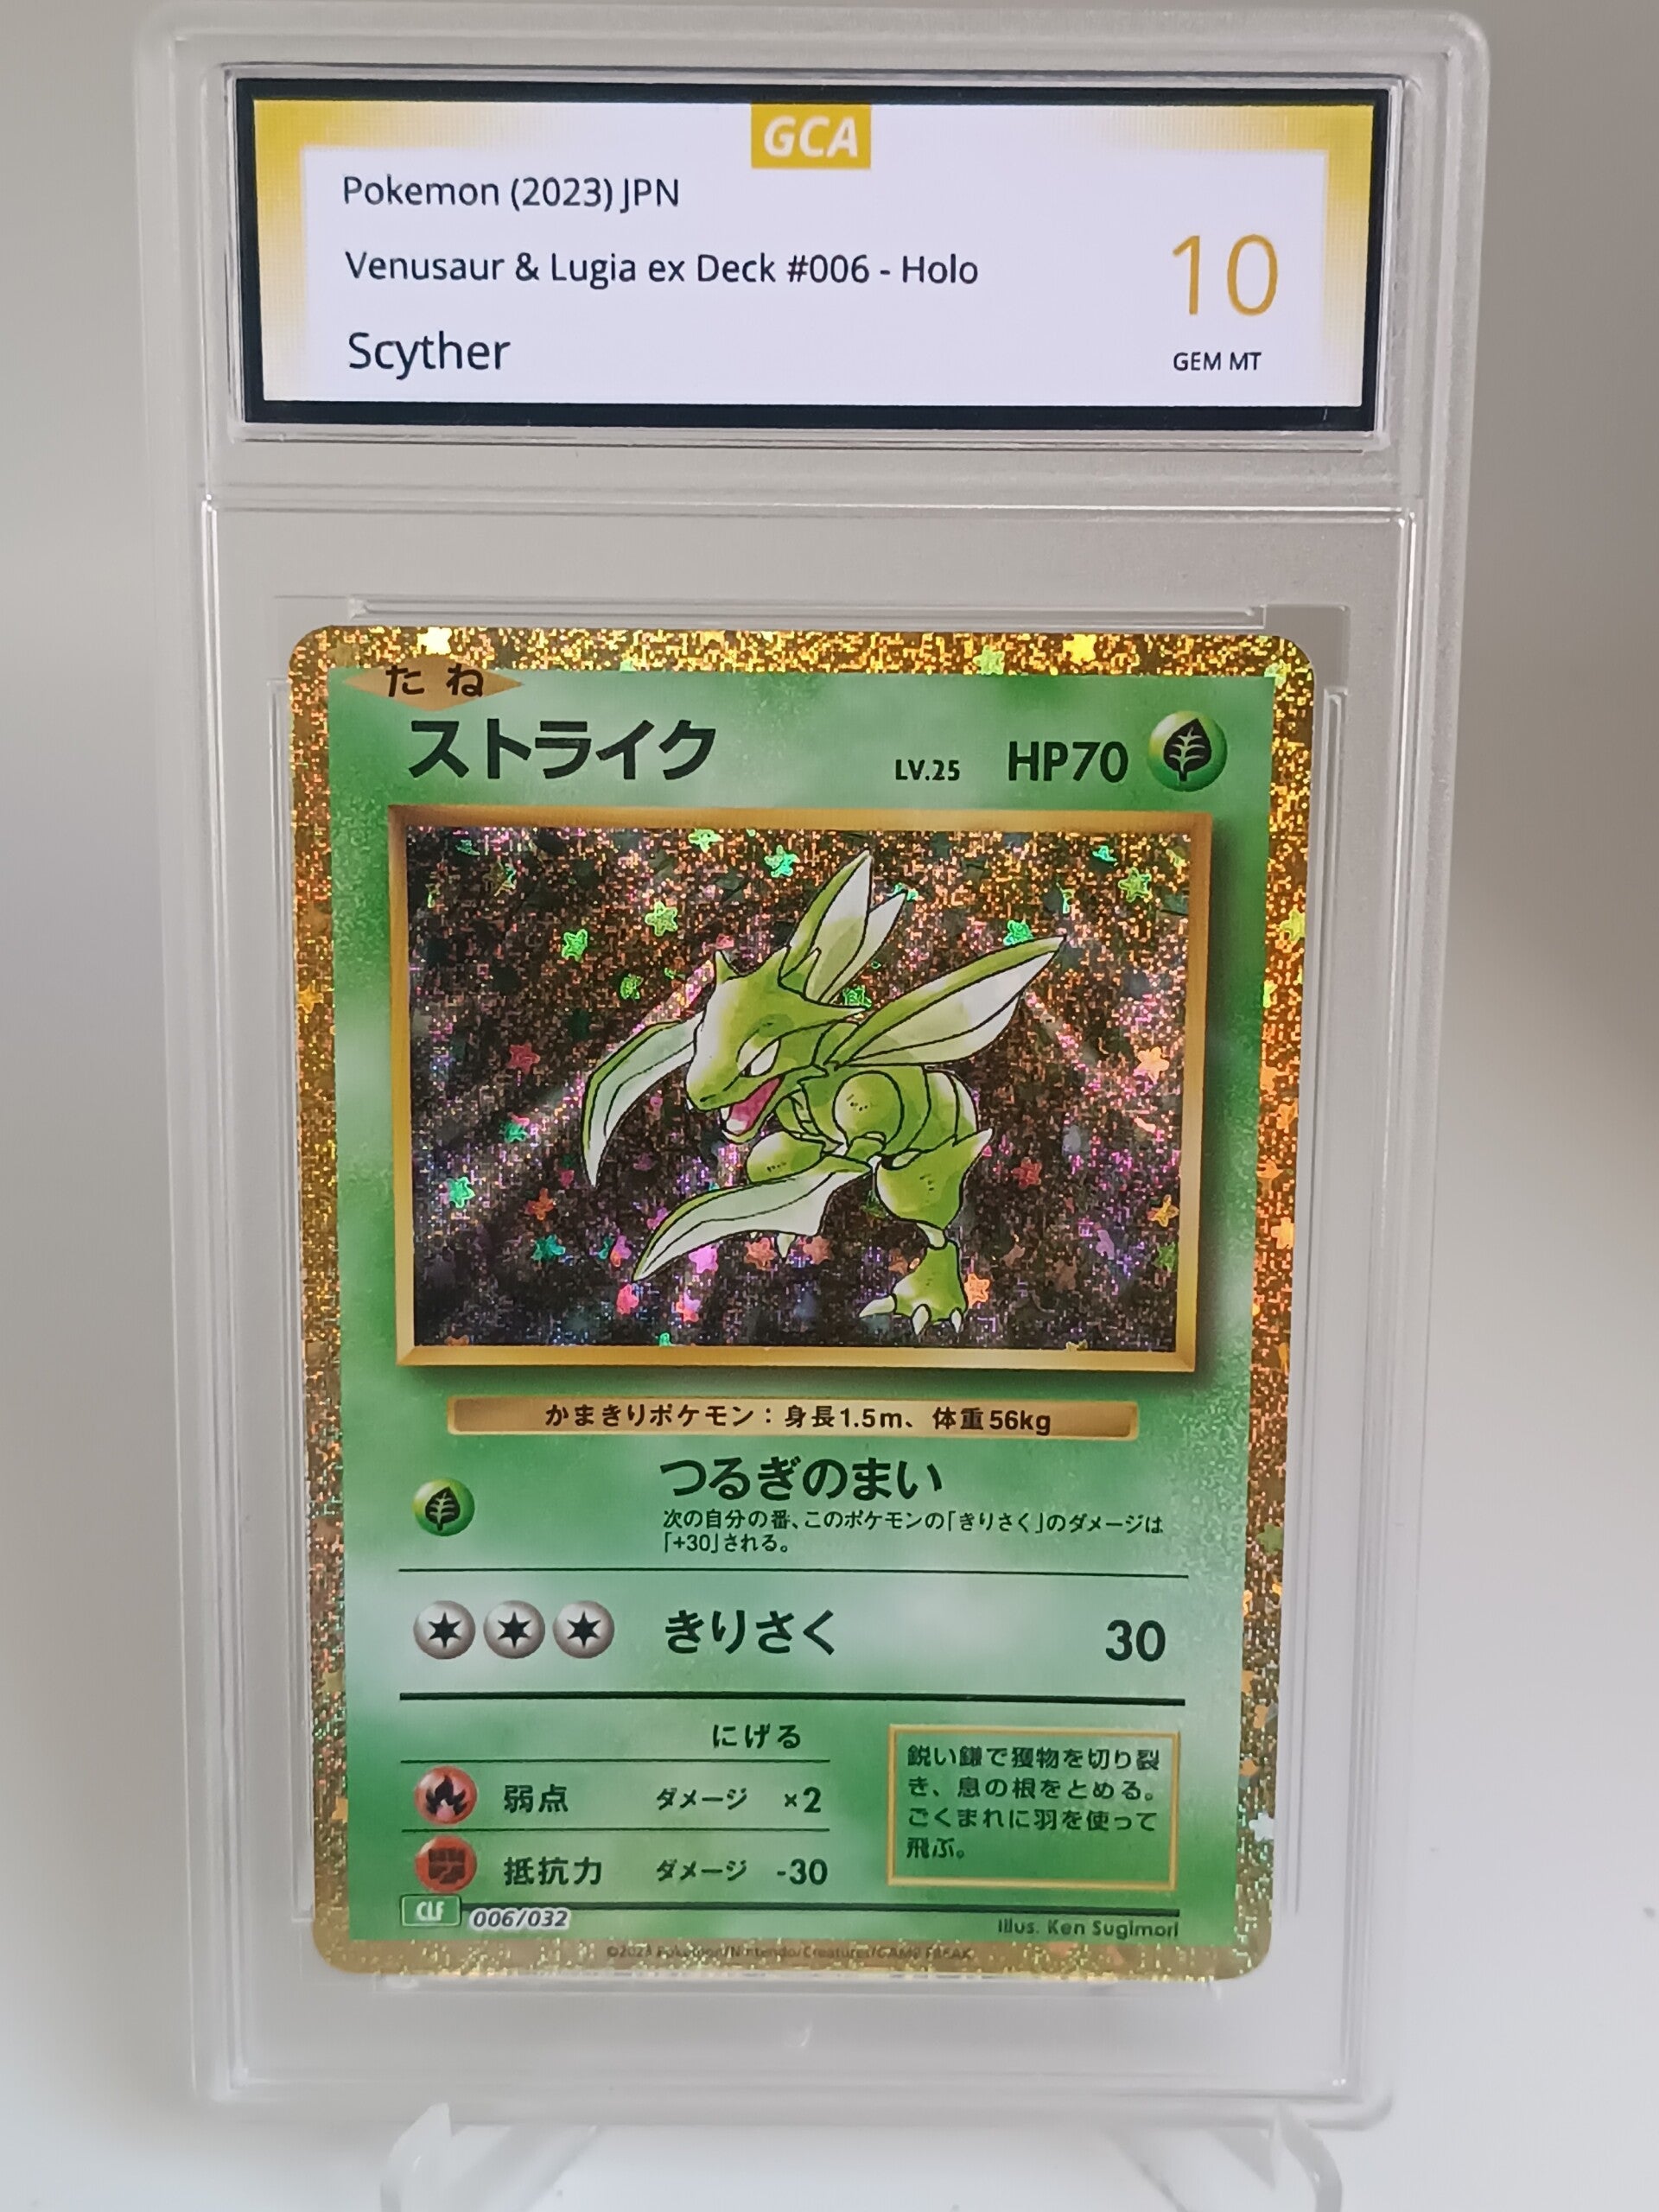 GCA
Pokemon (2023) JPN
Venusaur & Lugia ex Deck #006 - Holo
10
Scyther
GEM MT
たね
ストライク LV.25 HP70
かまきりポケモン：身長1.5m、体重56kg
つるぎのまい
次の自分の番、このポケモンの「きりさく」のダメージは
「+30」される。
きりさく 30
にげる
弱点 ダメージ ×2
抵抗力 ダメージ -30
鋭い鎌で獲物を切り裂
き、息の根をとめる。
ごくまれに羽を使って
飛ぶ。
CLF 006/032
Illus. Ken Sugimori
©2023 Pokémon/Nintendo/Creatures/GAME FREAK